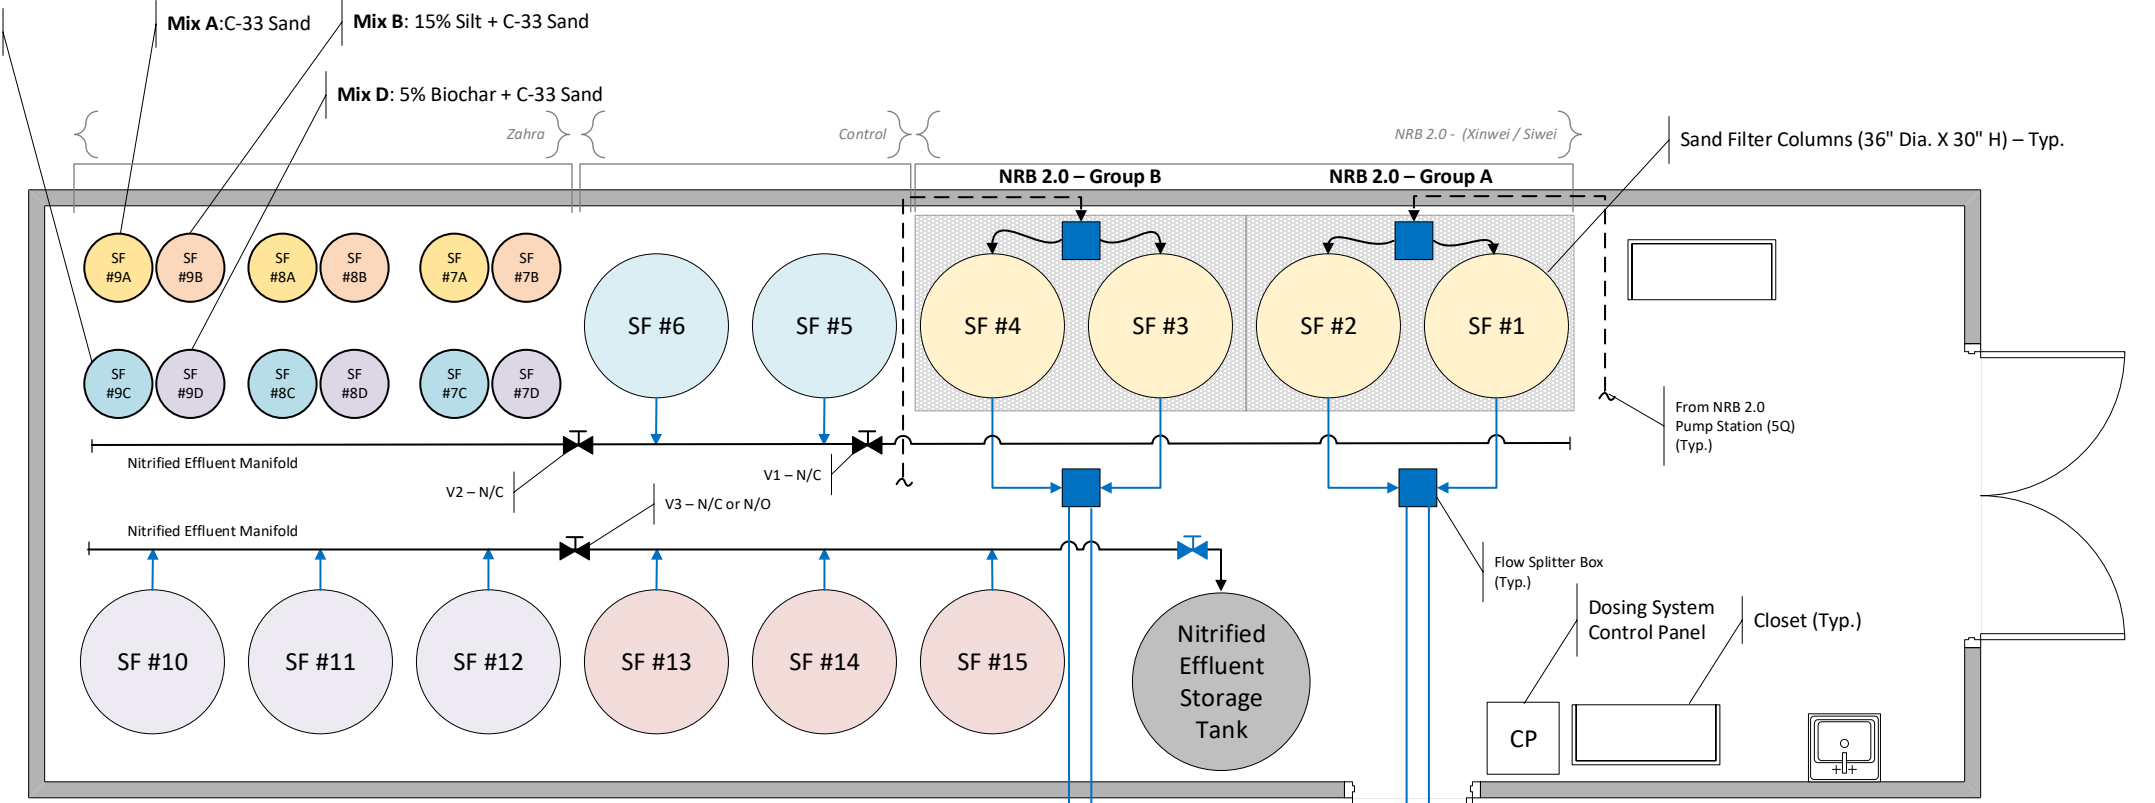 Mix A:C-33 Sand
Mix B: 15% Silt + C-33 Sand
Mix D: 5% Biochar + C-33 Sand
Zahra
Control
NRB 2.0 - (Xinwei / Siwei
Sand Filter Columns (36" Dia. X 30" H) – Typ.
NRB 2.0 – Group B
NRB 2.0 – Group A
SF
#9A
SF
#9B
SF
#8A
SF
#8B
SF
#7A
SF
#7B
SF #6
SF #5
SF #4
SF #3
SF #2
SF #1
SF
#9C
SF
#9D
SF
#8C
SF
#8D
SF
#7C
SF
#7D
From NRB 2.0
Pump Station (5Q)
(Typ.)
Nitrified Effluent Manifold
V2 – N/C
V1 – N/C
V3 – N/C or N/O
Nitrified Effluent Manifold
Flow Splitter Box
(Typ.)
Dosing System
Control Panel
Closet (Typ.)
SF #10
SF #11
SF #12
SF #13
SF #14
SF #15
Nitrified
Effluent
Storage
Tank
CP